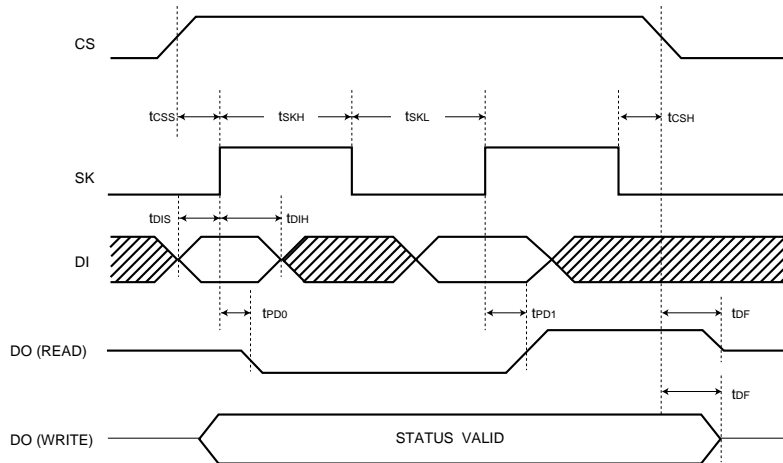 CS
tCSS tSKH tSKL tCSH
SK
tDIS tDIH
DI
tPD0 tPD1 tDF
DO (READ)
tDF
DO (WRITE) STATUS VALID